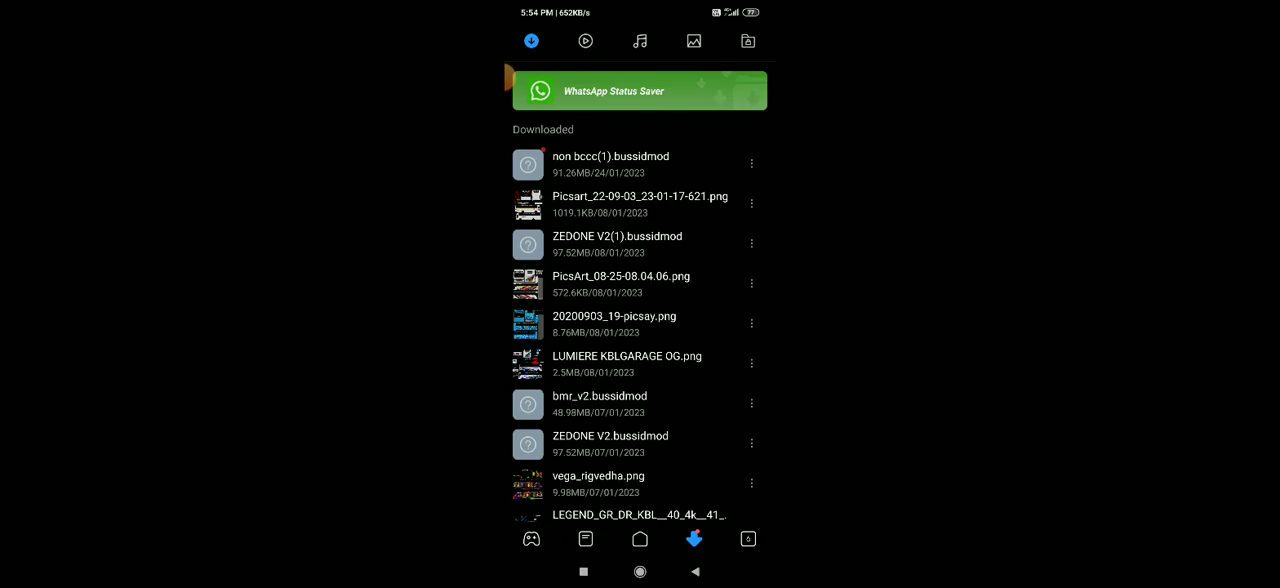 5:54 PM | 652KB/s
77
WhatsApp Status Saver
Downloaded
non bccc(1).bussidmod
91.26MB/24/01/2023
Picsart_22-09-03_23-01-17-621.png
1019.1KB/08/01/2023
ZEDONE V2(1).bussidmod
97.52MB/08/01/2023
PicsArt_08-25-08.04.06.png
572.6KB/08/01/2023
20200903_19-picsay.png
8.76MB/08/01/2023
LUMIERE KBLGARAGE OG.png
2.5MB/08/01/2023
bmr_v2.bussidmod
48.98MB/07/01/2023
ZEDONE V2.bussidmod
97.52MB/07/01/2023
vega_rigvedha.png
9.98MB/07/01/2023
LEGEND_GR_DR_KBL__40_4k__41_.